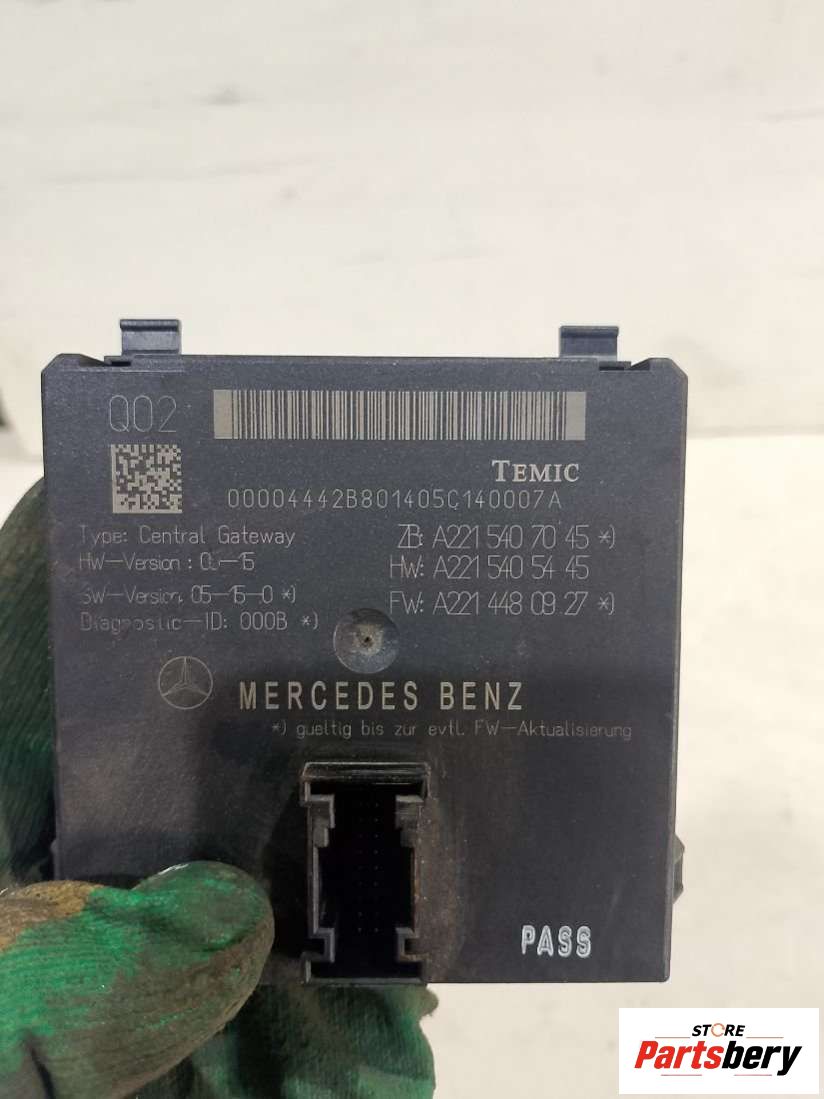 Q02
TEMIC
00004442B801405C140007A
Type: Central Gateway
ZB: A221 540 70 45 *)
HW-Version : 05-15
HW: A221 540 54 45
SW-Version: 05-15-0 *)
FW: A221 448 09 27 *)
Diagnostic-ID: 000B *)
MERCEDES BENZ
*) gueltig bis zur evtl. FW-Aktualisierung
PASS
STORE
Partsbery